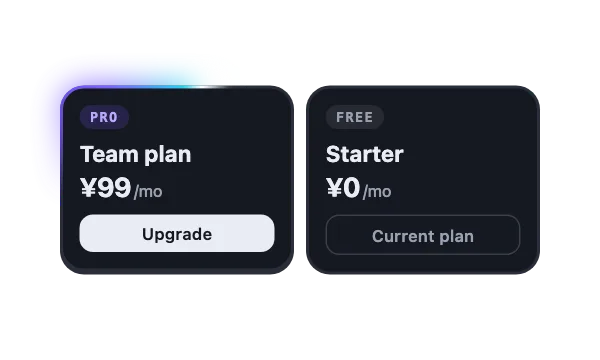 PRO
Team plan
¥99/mo
Upgrade
FREE
Starter
¥0/mo
Current plan